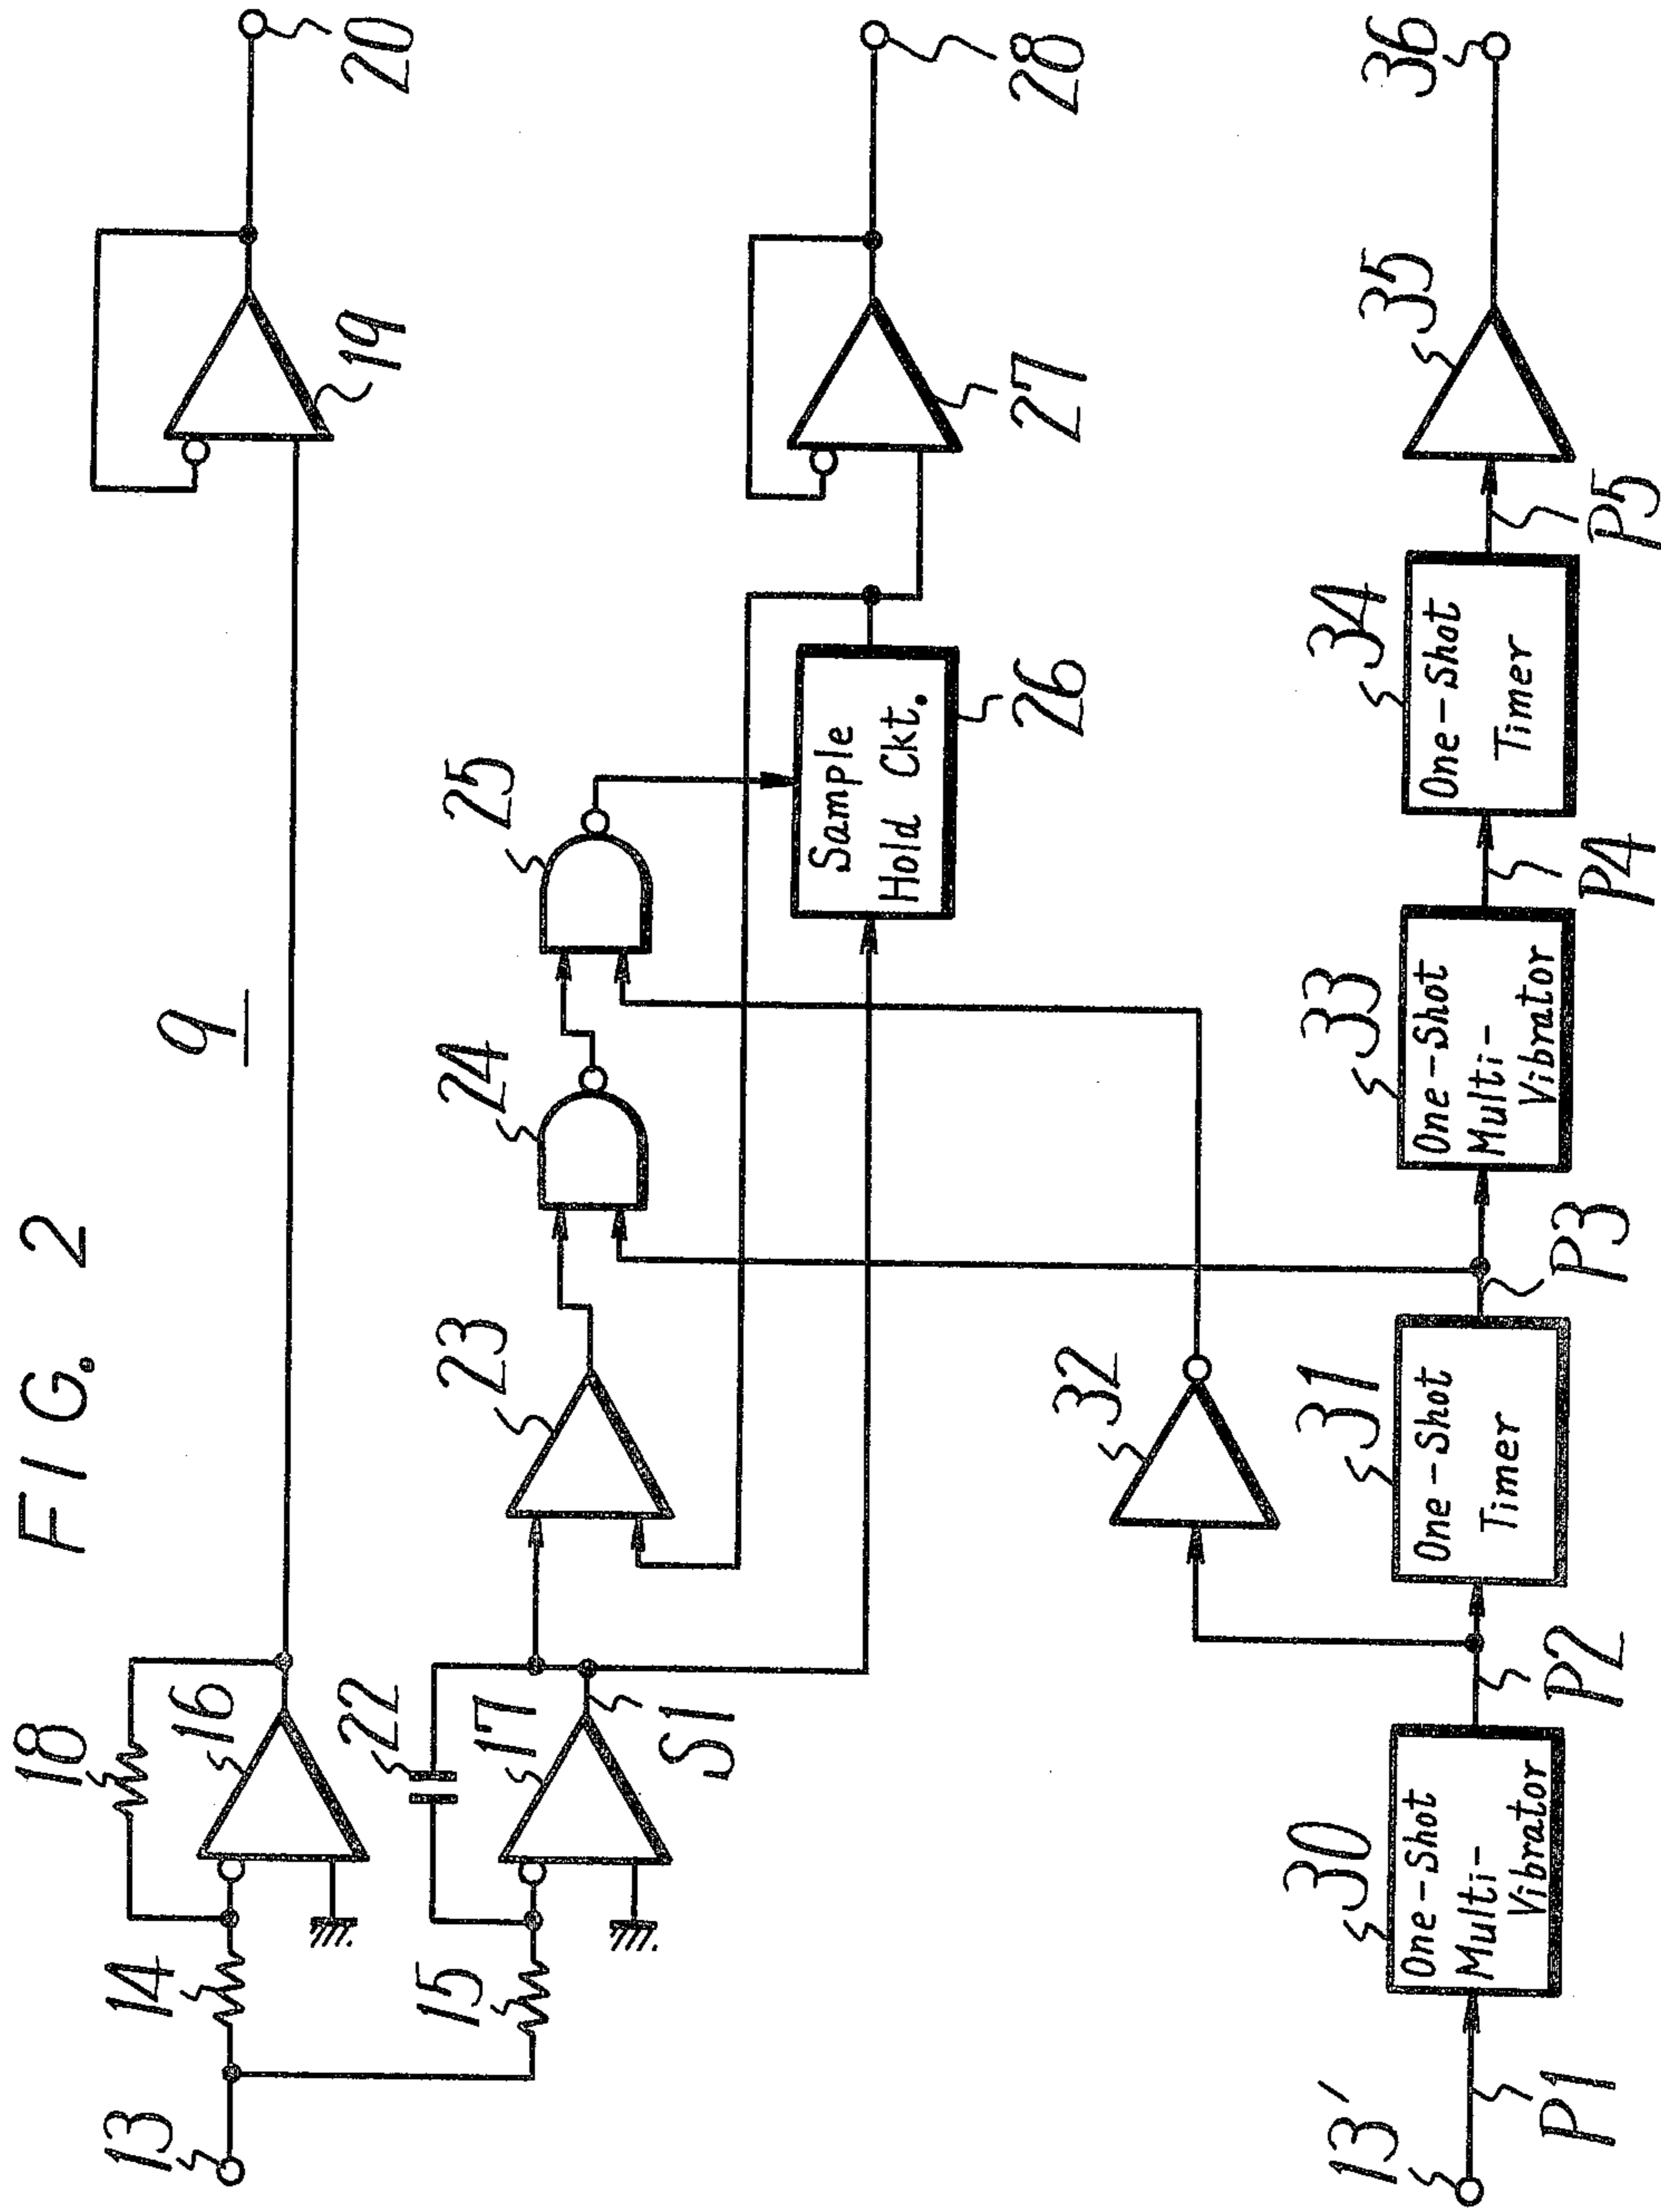 FIG. 2
9
13
14
18
16
19
20
15
22
17
S1
23
24
25
Sample
Hold Ckt.
26
27
28
32
13'
P1
30
One-Shot
Multi-
Vibrator
P2
31
One-Shot
Timer
P3
33
One-Shot
Multi-
Vibrator
P4
34
One-Shot
Timer
P5
35
36